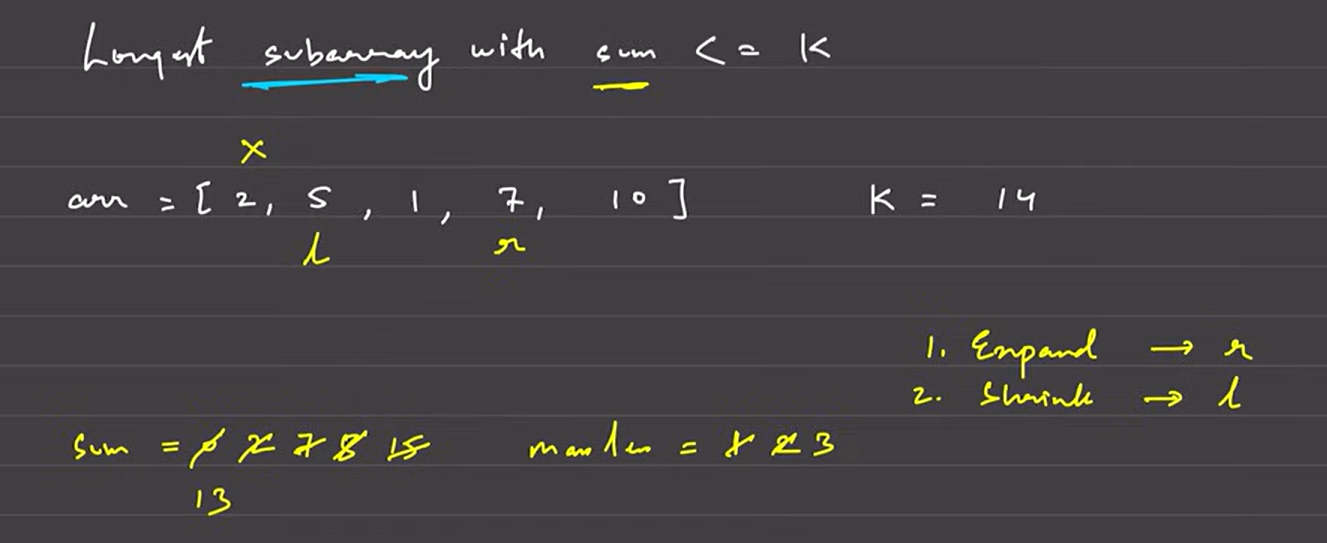 Longest subarray with sum <= K
x
arr = [ 2, 5, 1, 7, 10 ] K = 14
l r
1. Expand → r
2. Shrink → l
sum = 0 2 7 8 15 maxlen = 1 2 3
13